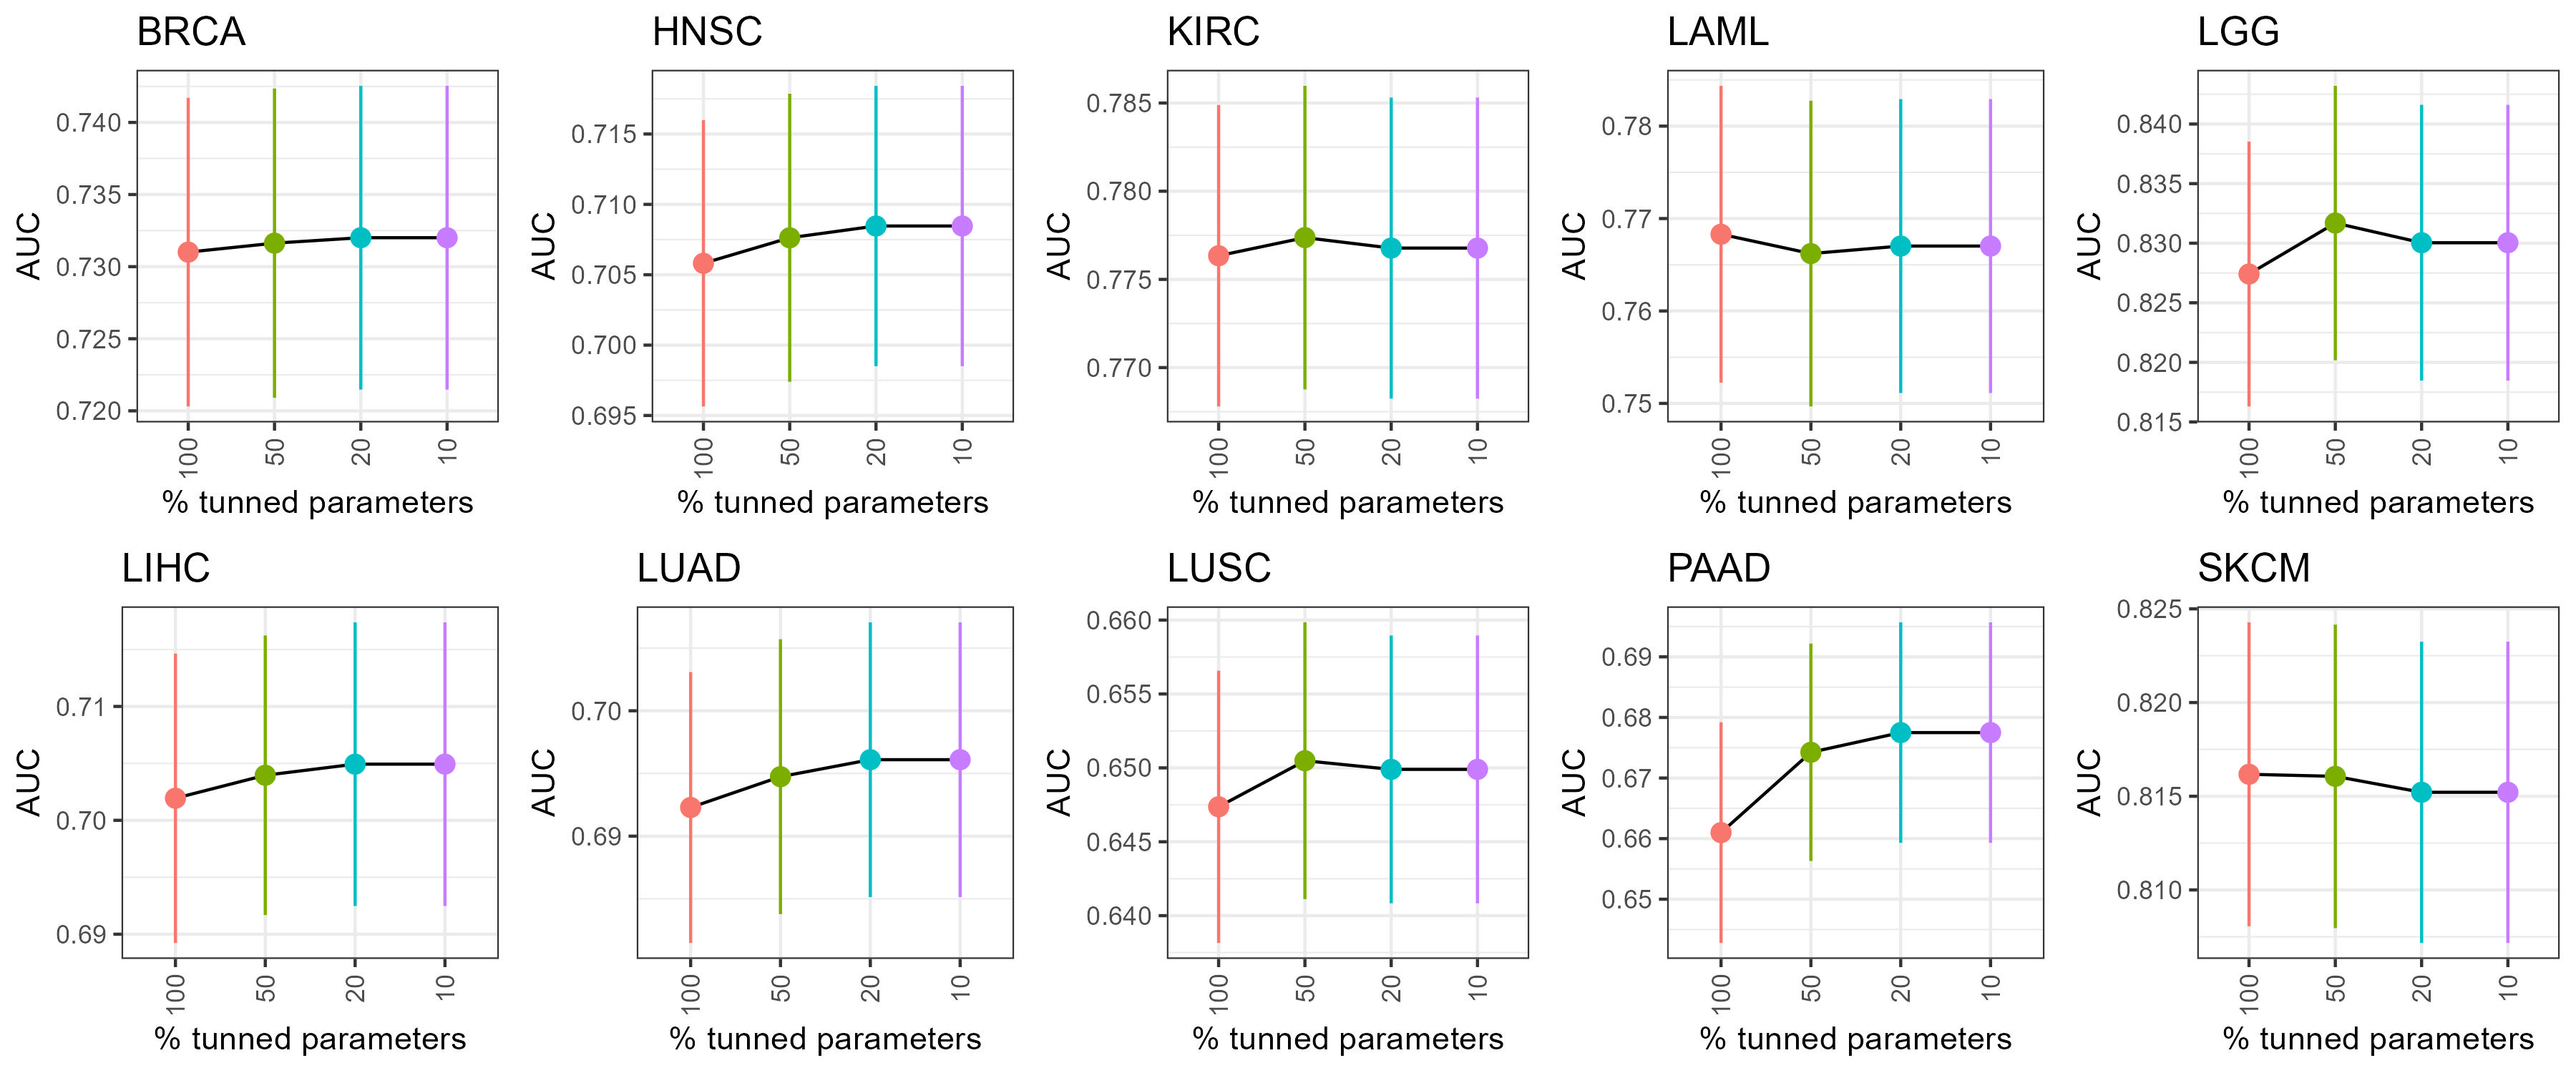 BRCA
0.740
0.735
0.730
0.725
0.720
AUC
100
50
20
10
% tunned parameters
HNSC
0.715
0.710
0.705
0.700
0.695
AUC
100
50
20
10
% tunned parameters
KIRC
0.785
0.780
0.775
0.770
AUC
100
50
20
10
% tunned parameters
LAML
0.78
0.77
0.76
0.75
AUC
100
50
20
10
% tunned parameters
LGG
0.840
0.835
0.830
0.825
0.820
0.815
AUC
100
50
20
10
% tunned parameters
LIHC
0.71
0.70
0.69
AUC
100
50
20
10
% tunned parameters
LUAD
0.70
0.69
AUC
100
50
20
10
% tunned parameters
LUSC
0.660
0.655
0.650
0.645
0.640
AUC
100
50
20
10
% tunned parameters
PAAD
0.69
0.68
0.67
0.66
0.65
AUC
100
50
20
10
% tunned parameters
SKCM
0.825
0.820
0.815
0.810
AUC
100
50
20
10
% tunned parameters